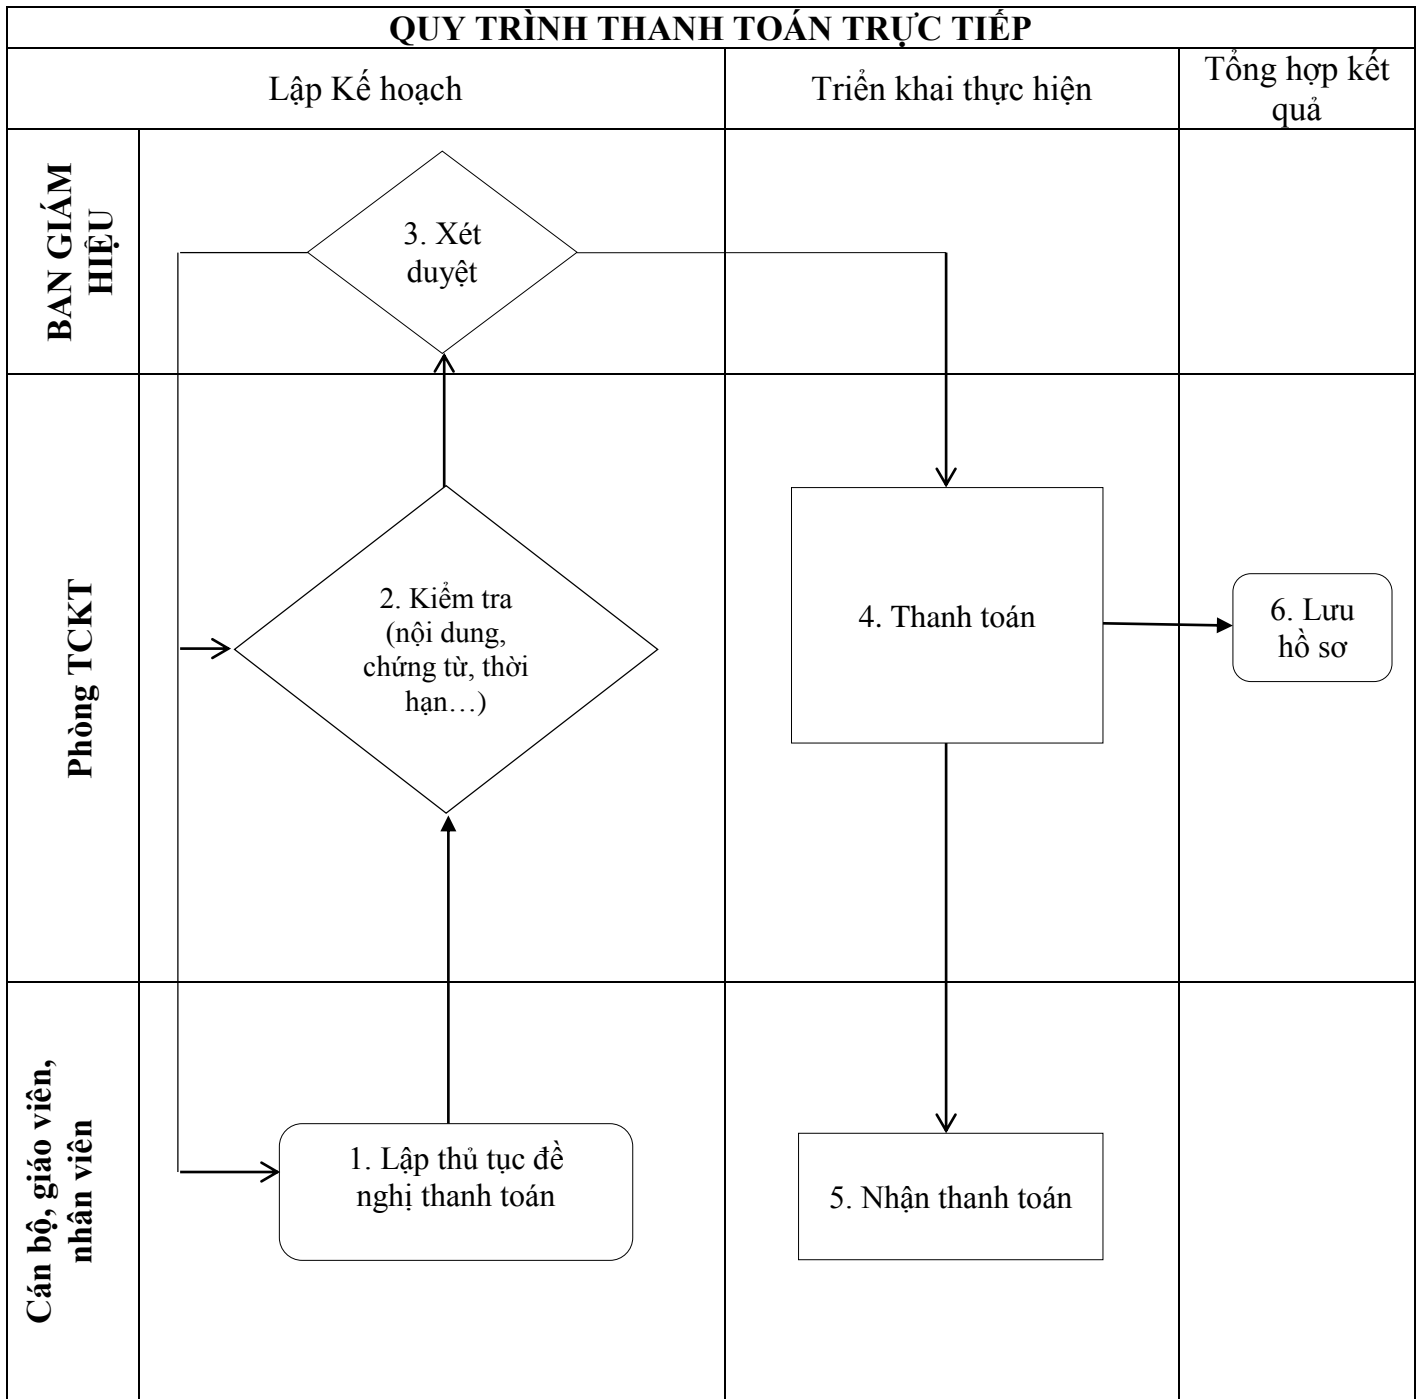 QUY TRÌNH THANH TOÁN TRỰC TIẾP
Lập Kế hoạch
Triển khai thực hiện
Tổng hợp kết
quả
BAN GIÁM
HIỆU
3. Xét
duyệt
Phòng TCKT
2. Kiểm tra
(nội dung,
chứng từ, thời
hạn…)
4. Thanh toán
6. Lưu
hồ sơ
Cán bộ, giáo viên,
nhân viên
1. Lập thủ tục đề
nghị thanh toán
5. Nhận thanh toán